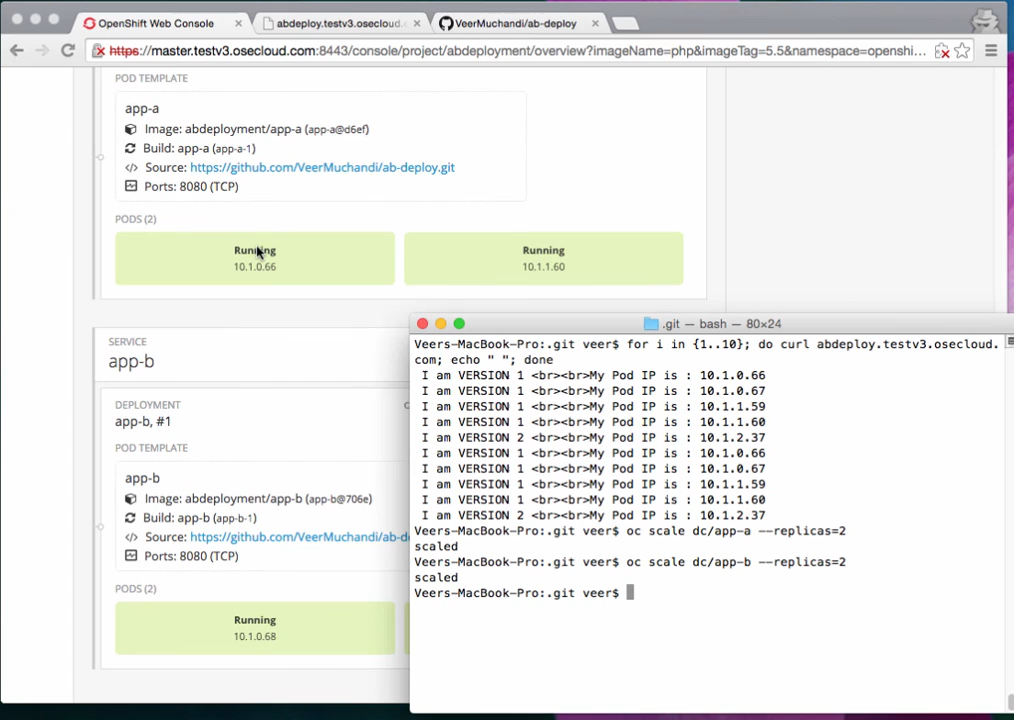 OpenShift Web Console
abdeploy.testv3.osecloud.
VeerMuchandi/ab-deploy
https://master.testv3.osecloud.com:8443/console/project/abdeployment/overview?imageName=php&imageTag=5.5&namespace=openshi...
POD TEMPLATE
app-a
Image: abdeployment/app-a (app-a@d6ef)
Build: app-a (app-a-1)
</> Source: https://github.com/VeerMuchandi/ab-deploy.git
Ports: 8080 (TCP)
PODS (2)
Running
10.1.0.66
Running
10.1.1.60
SERVICE
app-b
DEPLOYMENT
app-b, #1
POD TEMPLATE
app-b
Image: abdeployment/app-b (app-b@706e)
Build: app-b (app-b-1)
</> Source: https://github.com/VeerMuchandi/ab-d
Ports: 8080 (TCP)
PODS (2)
Running
10.1.0.68
.git — bash — 80×24
Veers-MacBook-Pro:.git veer$ for i in {1..10}; do curl abdeploy.testv3.osecloud.
com; echo " "; done
I am VERSION 1 <br><br>My Pod IP is : 10.1.0.66
I am VERSION 1 <br><br>My Pod IP is : 10.1.0.67
I am VERSION 1 <br><br>My Pod IP is : 10.1.1.59
I am VERSION 1 <br><br>My Pod IP is : 10.1.1.60
I am VERSION 2 <br><br>My Pod IP is : 10.1.2.37
I am VERSION 1 <br><br>My Pod IP is : 10.1.0.66
I am VERSION 1 <br><br>My Pod IP is : 10.1.0.67
I am VERSION 1 <br><br>My Pod IP is : 10.1.1.59
I am VERSION 1 <br><br>My Pod IP is : 10.1.1.60
I am VERSION 2 <br><br>My Pod IP is : 10.1.2.37
Veers-MacBook-Pro:.git veer$ oc scale dc/app-a --replicas=2
scaled
Veers-MacBook-Pro:.git veer$ oc scale dc/app-b --replicas=2
scaled
Veers-MacBook-Pro:.git veer$